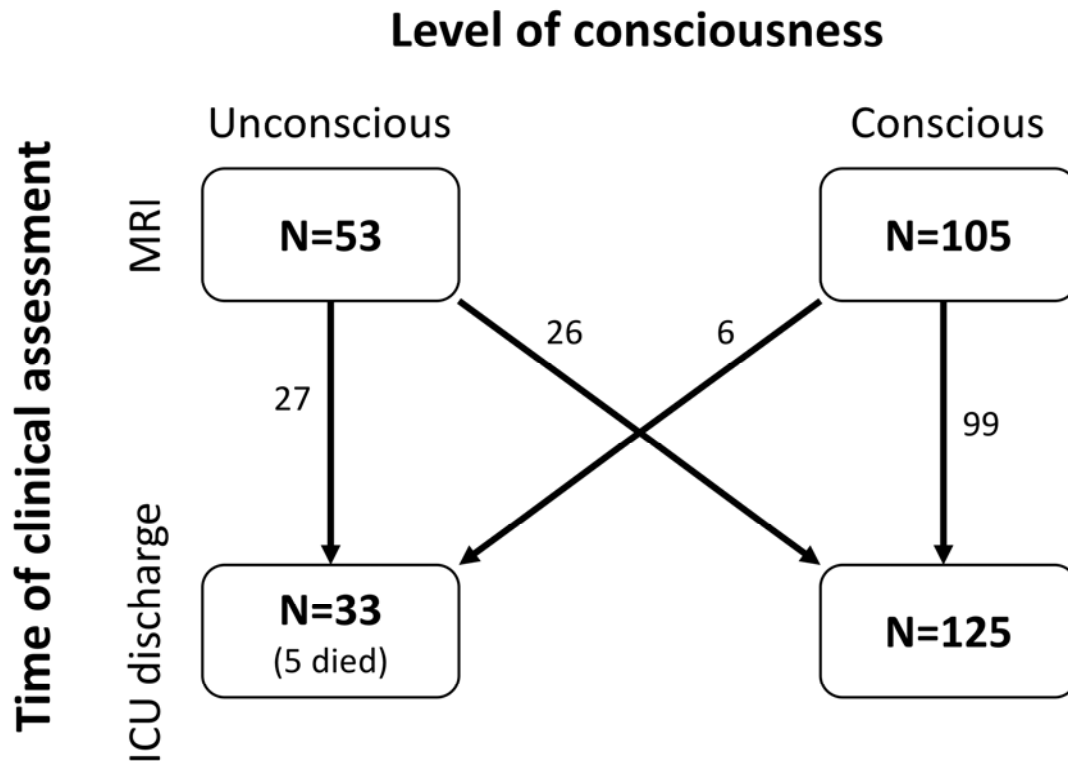 Level of consciousness
Unconscious
Conscious
Time of clinical assessment
MRI
N=53
N=105
26
6
27
99
ICU discharge
N=33
(5 died)
N=125